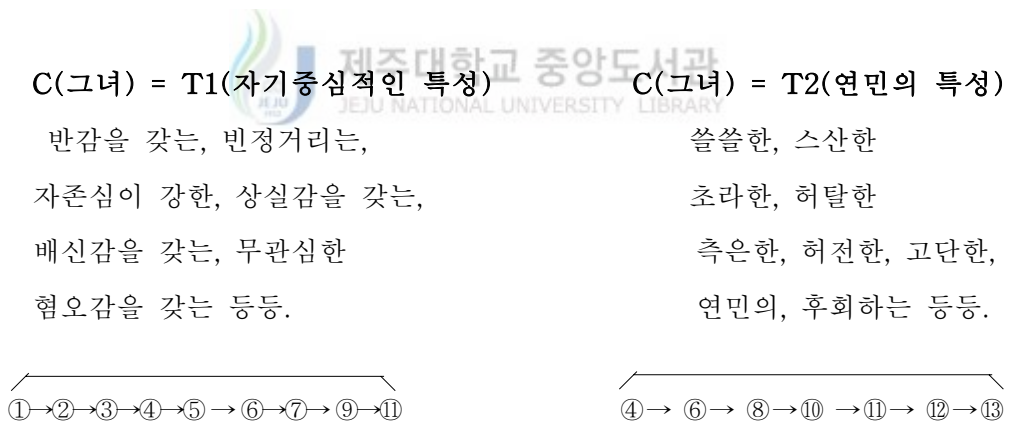 제주대학교 중앙도서관
JEJU NATIONAL UNIVERSITY LIBRARY
JEJU
1952
C(그녀) = T1(자기중심적인 특성)
반감을 갖는, 빈정거리는,
자존심이 강한, 상실감을 갖는,
배신감을 갖는, 무관심한
혐오감을 갖는 등등.
①→②→③→④→⑤→⑥→⑦→⑨→⑪
C(그녀) = T2(연민의 특성)
쓸쓸한, 스산한
초라한, 허탈한
측은한, 허전한, 고단한,
연민의, 후회하는 등등.
④→ ⑥→ ⑧→⑩ →⑪→ ⑫→⑬